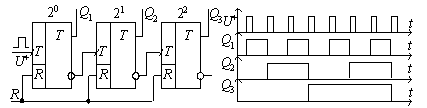 2⁰ Q₁ 2¹ Q₂ 2² Q₃
T T T
U⁺ T T T
R R R
R
U⁺ t
Q₁ t
Q₂ t
Q₃ t